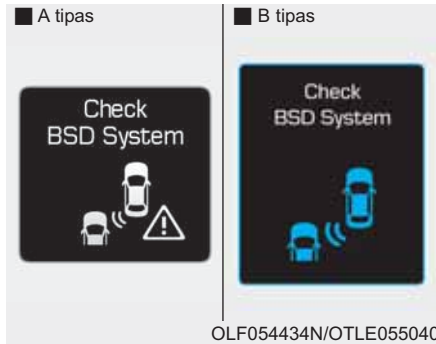 A tipas
B tipas
Check
BSD System
Check
BSD System
OLF054434N/OTLE055040